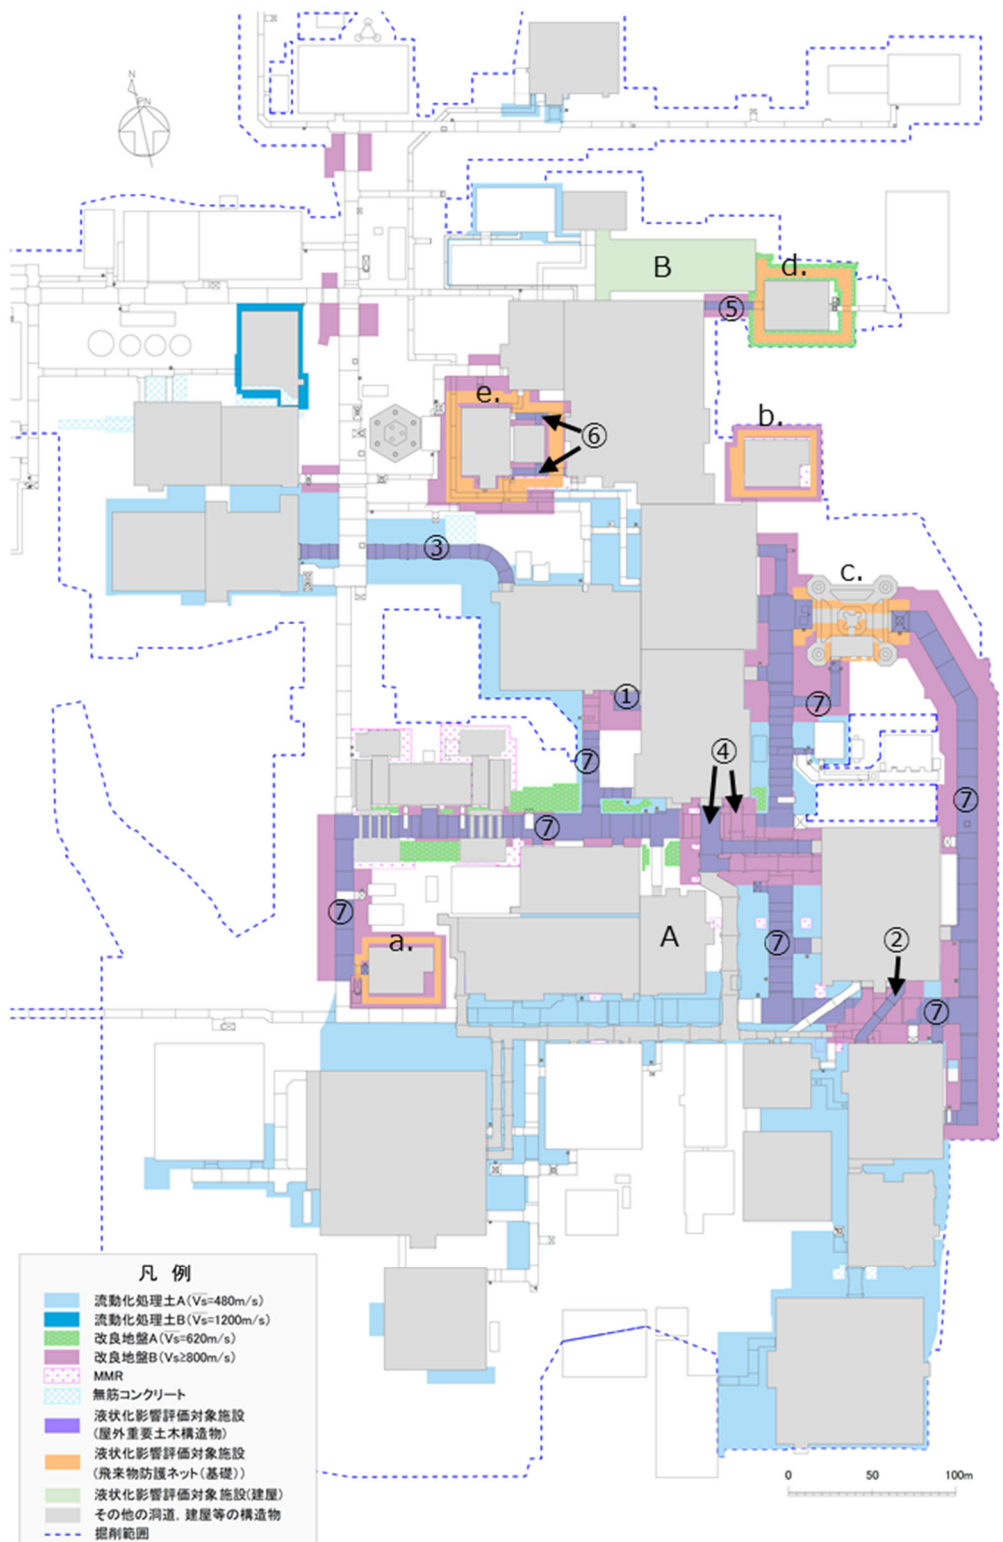 N
PN
B
d.
⑤
e.
⑥
b.
③
c.
①
⑦
④
⑦
⑦
⑦
⑦
a.
A
⑦
②
⑦
凡 例
流動化処理土A(Vs=480m/s)
流動化処理土B(Vs=1200m/s)
改良地盤A(Vs=620m/s)
改良地盤B(Vs≥800m/s)
MMR
無筋コンクリート
液状化影響評価対象施設
(屋外重要土木構造物)
液状化影響評価対象施設
(飛来物防護ネット(基礎))
液状化影響評価対象施設(建屋)
その他の洞道、建屋等の構造物
掘削範囲
0 50 100m